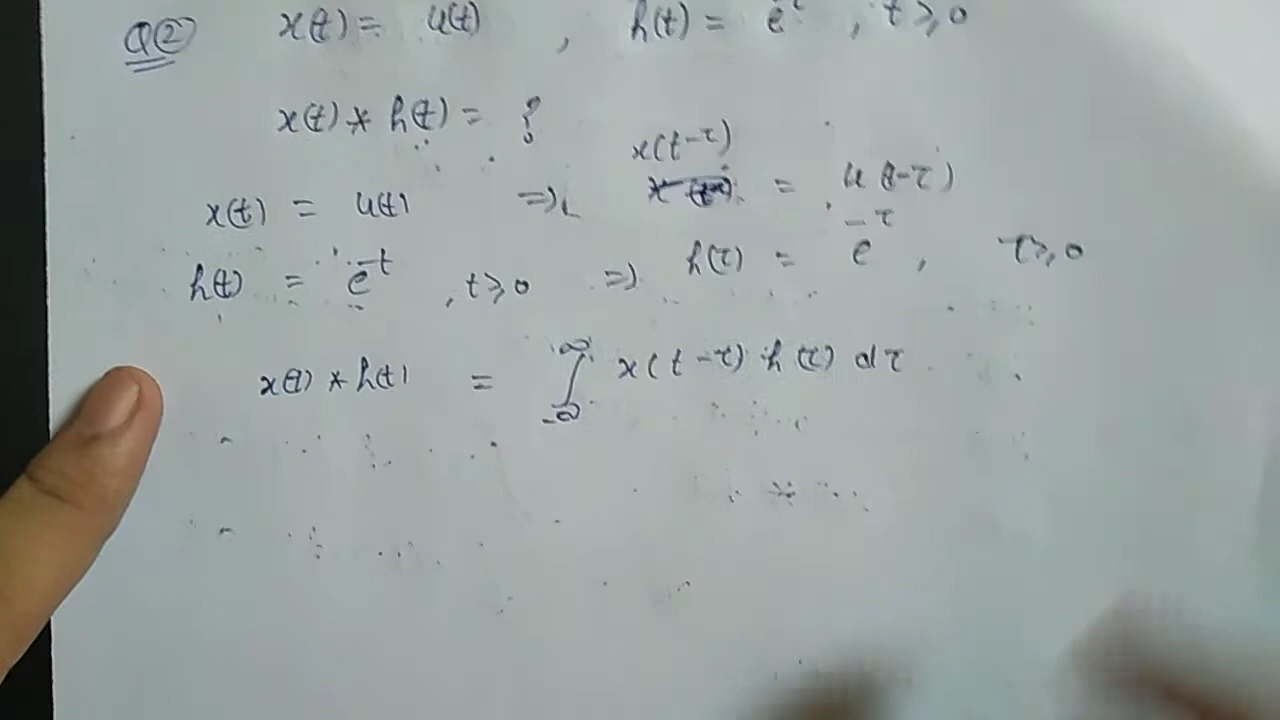 Q② x(t) = u(t) , h(t) = e^-t , t ≥ 0
x(t) * h(t) = ?
x(t) = u(t) ⇒ x(t-τ) = u(t-τ)
h(t) = e^-t , t ≥ 0 ⇒ h(τ) = e^-τ , τ ≥ 0
x(t) * h(t) = ∫_-∞^∞ x(t-τ) . h(τ) dτ